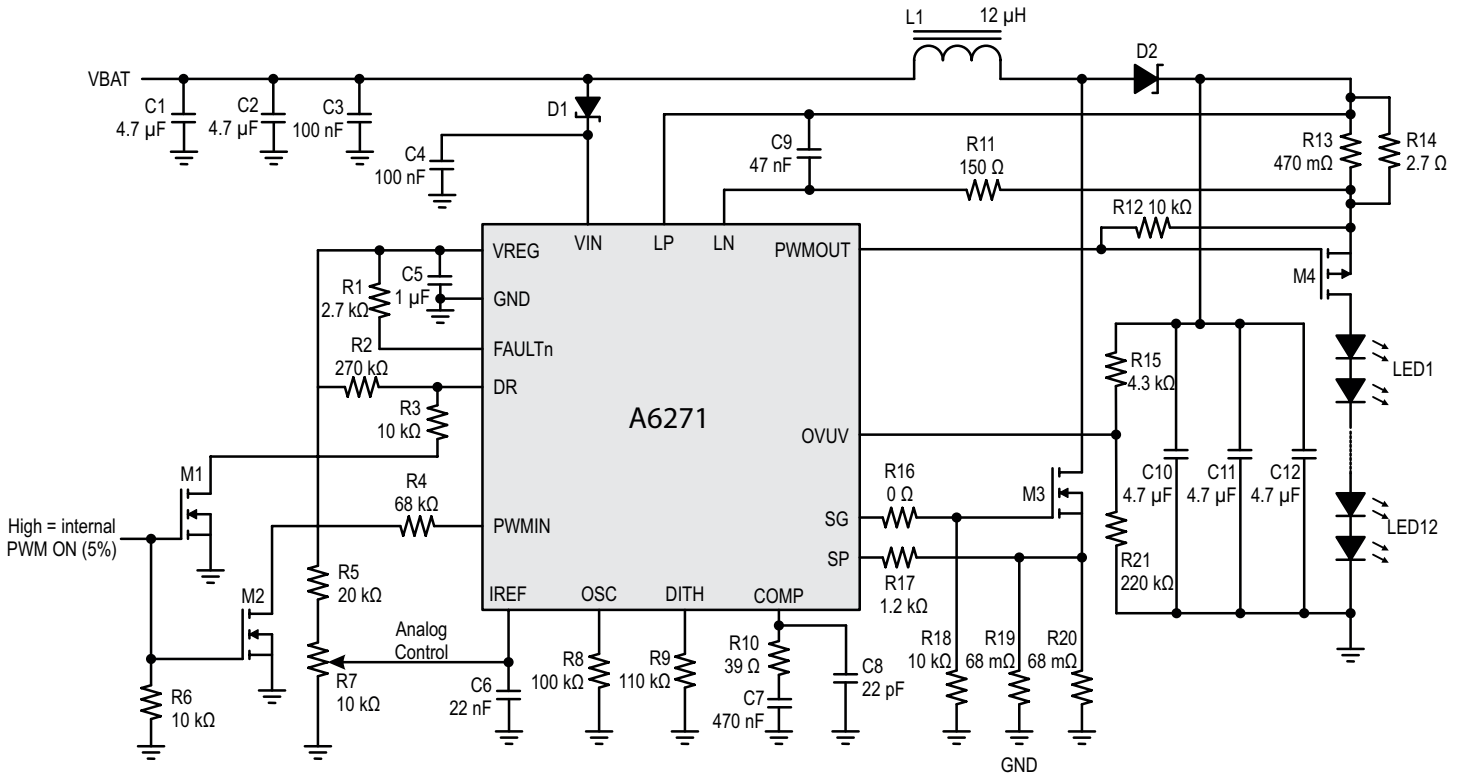 L1
12 µH
D2
VBAT
C1
4.7 µF
C2
4.7 µF
C3
100 nF
D1
C4
100 nF
C9
47 nF
R11
150 Ω
R13
470 mΩ
R14
2.7 Ω
R12 10 kΩ
VIN
LP
LN
VREG
PWMOUT
C5
1 µF
GND
M4
R1
2.7 kΩ
FAULTn
R2
270 kΩ
DR
R15
4.3 kΩ
LED1
R3
10 kΩ
A6271
OVUV
M1
R4
68 kΩ
R16
0 Ω
M3
C10
4.7 µF
C11
4.7 µF
C12
4.7 µF
High = internal
PWM ON (5%)
PWMIN
SG
LED12
SP
R17
1.2 kΩ
R21
220 kΩ
R5
20 kΩ
M2
IREF
OSC
DITH
COMP
Analog
Control
R10
39 Ω
R18
10 kΩ
R19
68 mΩ
R20
68 mΩ
R6
10 kΩ
R7
10 kΩ
C6
22 nF
R8
100 kΩ
R9
110 kΩ
C7
470 nF
C8
22 pF
GND